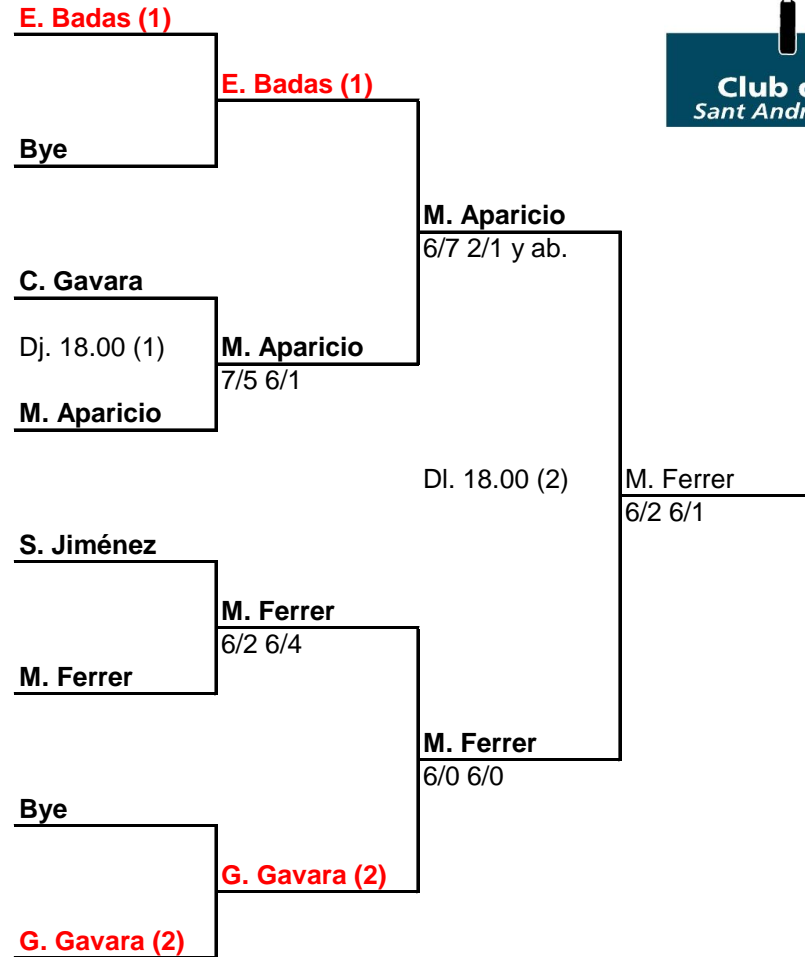 E. Badas (1)
E. Badas (1)
Bye
Club
Sant
M. Aparicio
6/7 2/1 y ab.
C. Gavara
Dj. 18.00 (1)
M. Aparicio
7/5 6/1
M. Aparicio
Dl. 18.00 (2)
M. Ferrer
6/2 6/1
S. Jiménez
M. Ferrer
6/2 6/4
M. Ferrer
M. Ferrer
6/0 6/0
Bye
G. Gavara (2)
G. Gavara (2)